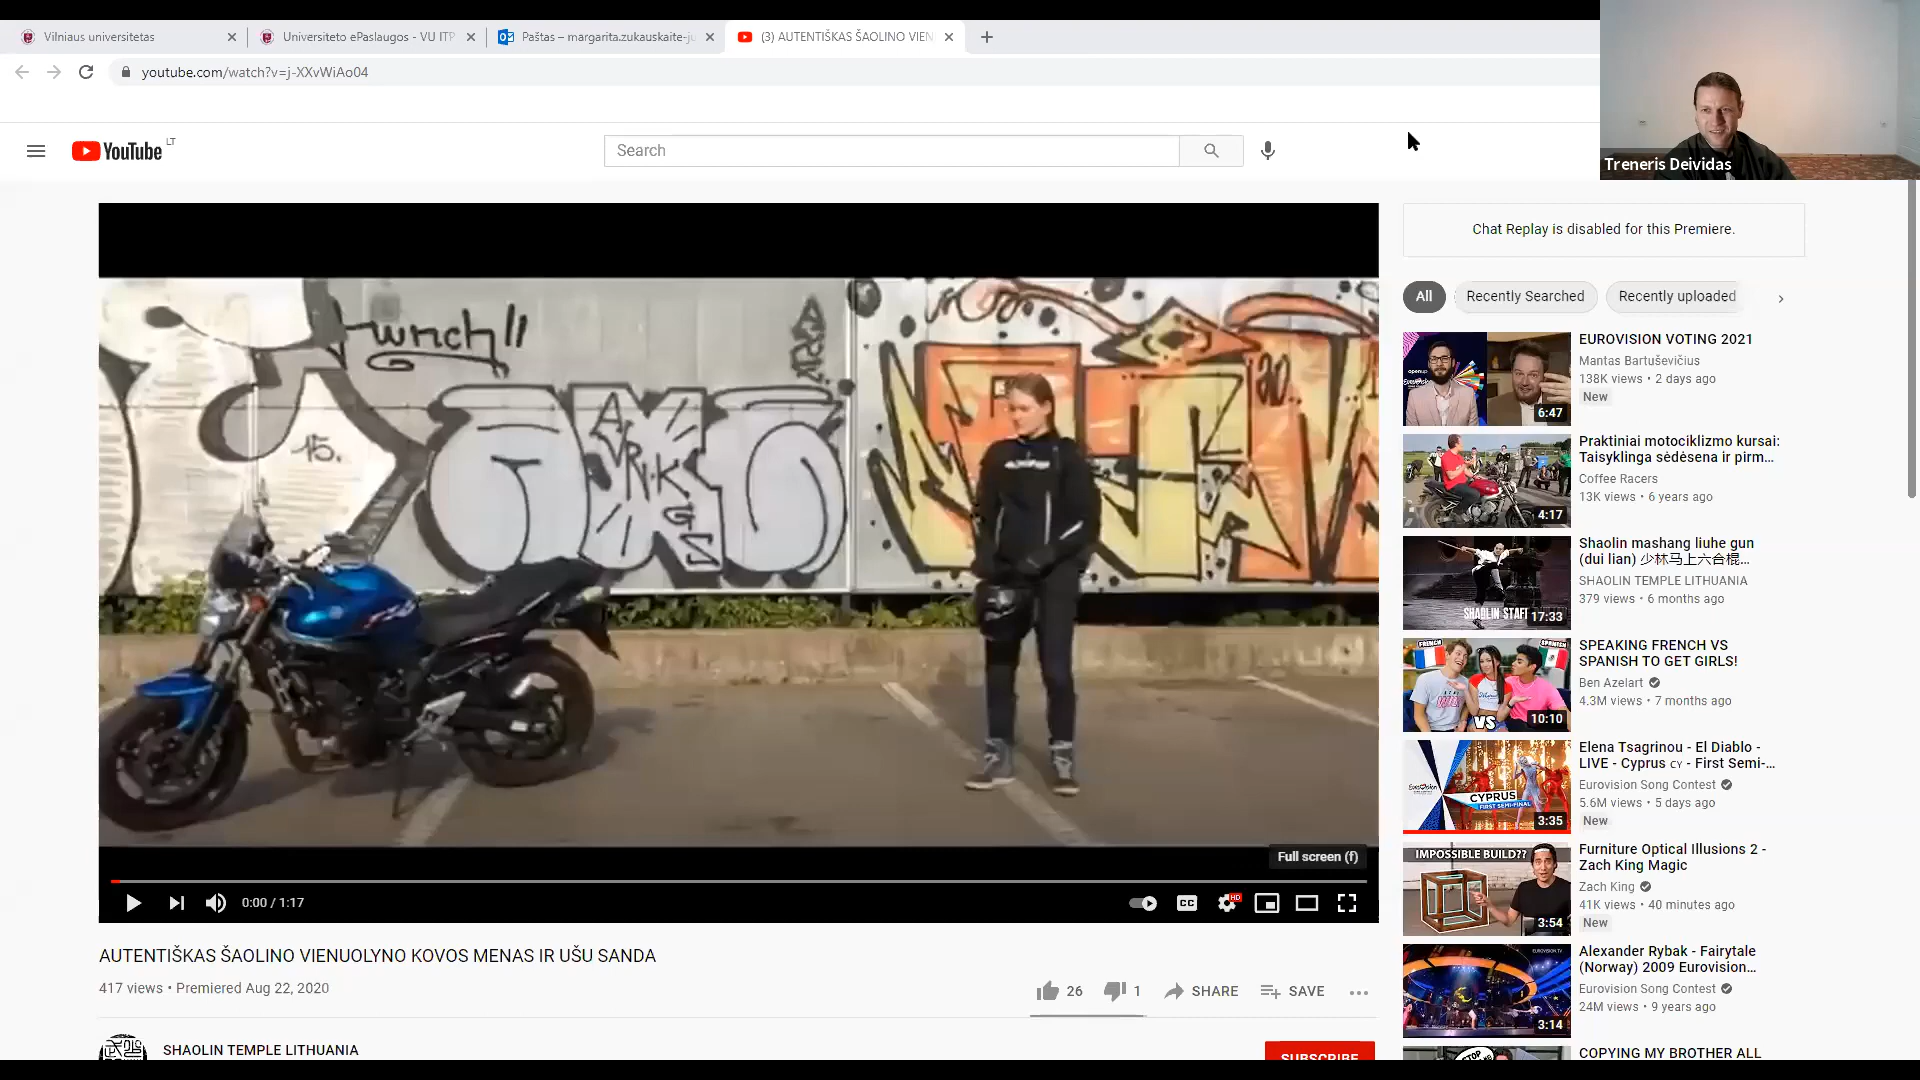 Vilniaus universitetas
Universiteto ePaslaugos - VU ITP
Paštas – margarita.zukauskaite-ju
(3) AUTENTIŠKAS ŠAOLINO VIEN
youtube.com/watch?v=j-XXvWiAo04
YouTube LT
Search
Treneris Deividas
Chat Replay is disabled for this Premiere.
All
Recently Searched
Recently uploaded
EUROVISION VOTING 2021
Mantas Bartuševičius
138K views • 2 days ago
New
6:47
Praktiniai motociklizmo kursai:
Taisyklinga sėdėsena ir pirm...
Coffee Racers
13K views • 6 years ago
4:17
Shaolin mashang liuhe gun
(dui lian) 少林马上六合棍...
SHAOLIN TEMPLE LITHUANIA
379 views • 6 months ago
SHAOLIN STAFF
17:33
SPEAKING FRENCH VS
SPANISH TO GET GIRLS!
Ben Azelart
4.3M views • 7 months ago
FRENCH
VS
10:10
Elena Tsagrinou - El Diablo -
LIVE - Cyprus CY - First Semi-...
Eurovision Song Contest
5.6M views • 5 days ago
New
CYPRUS
FIRST SEMI-FINAL
3:35
Furniture Optical Illusions 2 -
Zach King Magic
Zach King
41K views • 40 minutes ago
New
IMPOSSIBLE BUILD??
3:54
Alexander Rybak - Fairytale
(Norway) 2009 Eurovision...
Eurovision Song Contest
24M views • 9 years ago
3:14
COPYING MY BROTHER ALL
STOP
15.
Full screen (f)
0:00 / 1:17
CC
HD
AUTENTIŠKAS ŠAOLINO VIENUOLYNO KOVOS MENAS IR UŠU SANDA
417 views • Premiered Aug 22, 2020
26
1
SHARE
SAVE
SHAOLIN TEMPLE LITHUANIA
SUBSCRIBE